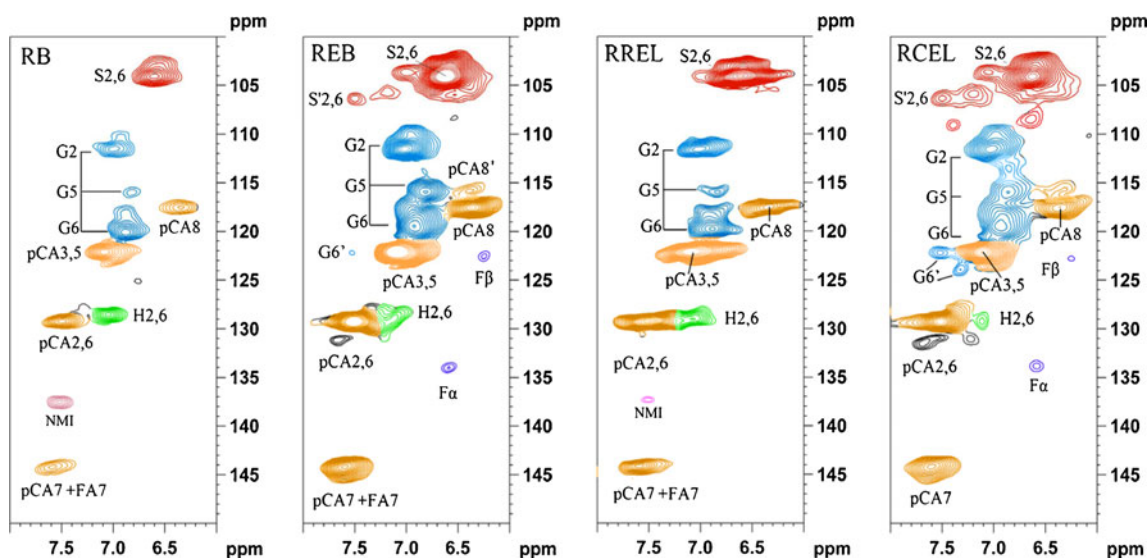 ppm
ppm
ppm
ppm
RB
S2,6
G2
G5
G6
pCA8
pCA3,5
H2,6
pCA2,6
NMI
pCA7 +FA7
105
110
115
120
125
130
135
140
145
7.5 7.0 6.5 ppm
REB
S2,6
S'2,6
G2
G5
pCA8'
G6
pCA8
G6'
pCA3,5
Fβ
H2,6
pCA2,6
Fα
pCA7 +FA7
105
110
115
120
125
130
135
140
145
7.5 7.0 6.5 ppm
RREL
S2,6
G2
G5
G6
pCA8
pCA3,5
H2,6
pCA2,6
NMI
pCA7 +FA7
105
110
115
120
125
130
135
140
145
7.5 7.0 6.5 ppm
RCEL
S2,6
S'2,6
G2
G5
G6
pCA8
G6'
pCA3,5
Fβ
H2,6
pCA2,6
Fα
pCA7
105
110
115
120
125
130
135
140
145
7.5 7.0 6.5 ppm